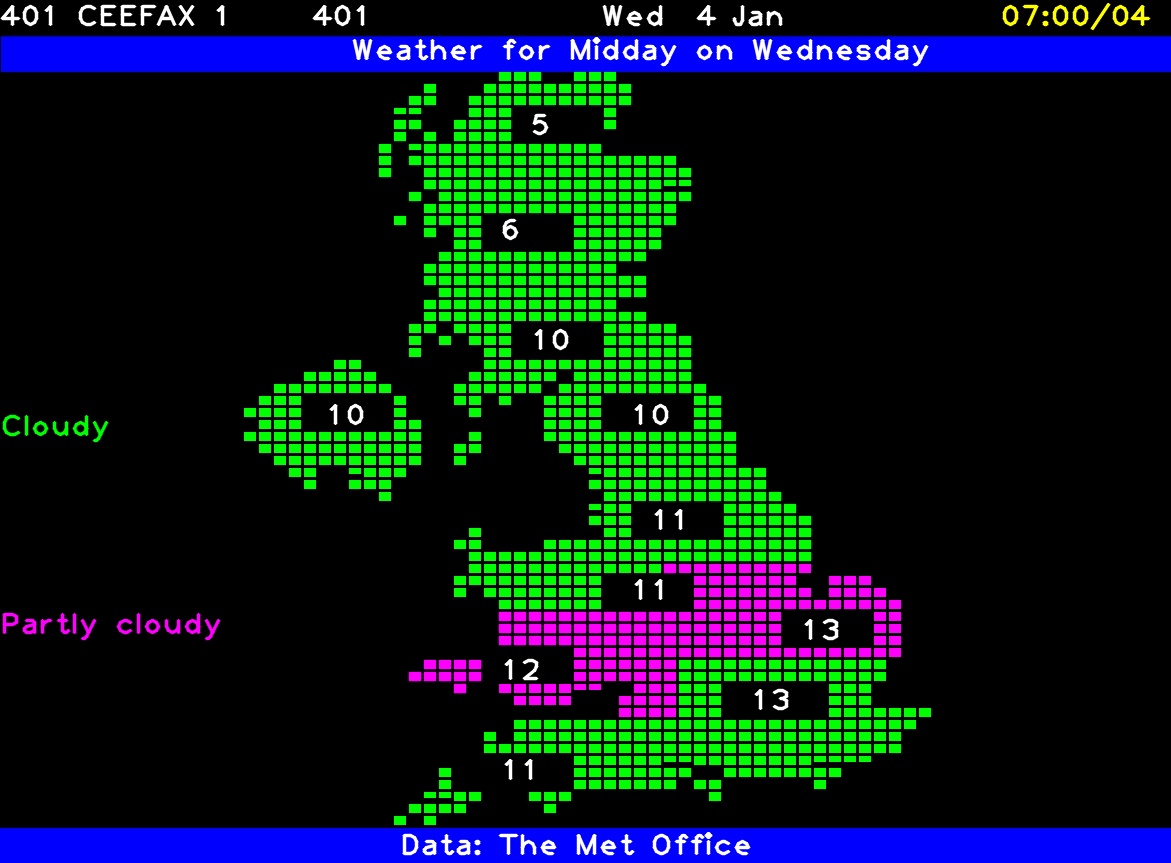 401 CEEFAX 1 401 Wed 4 Jan 07:00/04
Weather for Midday on Wednesday
5
6
10
10 10
Cloudy
11
11
Partly cloudy 13
12
13
11
Data: The Met Office